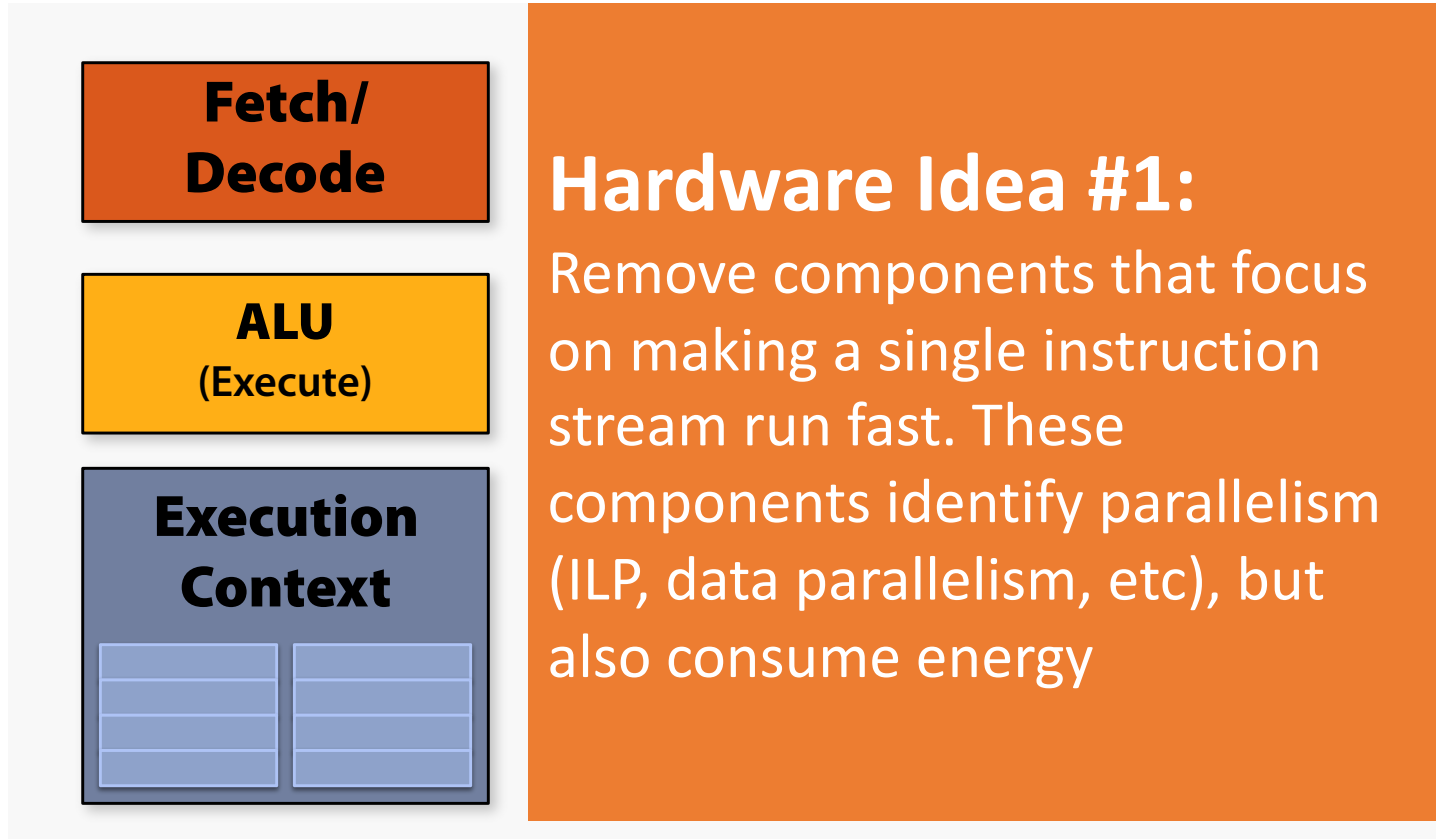 Fetch/
Decode
ALU
(Execute)
Execution
Context
Hardware Idea #1:
Remove components that focus
on making a single instruction
stream run fast. These
components identify parallelism
(ILP, data parallelism, etc), but
also consume energy